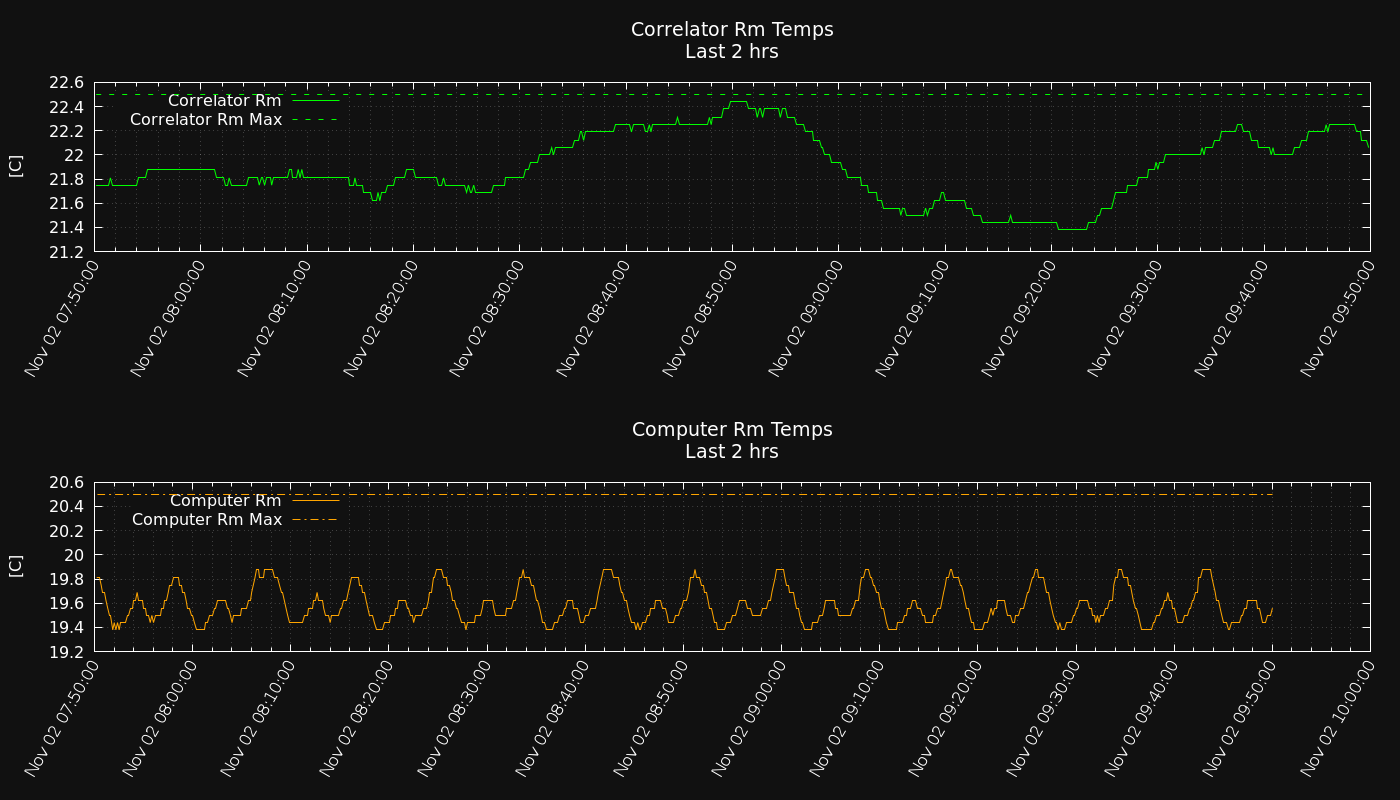 Correlator Rm Temps
Last 2 hrs
22.6
22.4
22.2
22
21.8
21.6
21.4
21.2
[C]
Correlator Rm
Correlator Rm Max
Nov 02 07:50:00
Nov 02 08:00:00
Nov 02 08:10:00
Nov 02 08:20:00
Nov 02 08:30:00
Nov 02 08:40:00
Nov 02 08:50:00
Nov 02 09:00:00
Nov 02 09:10:00
Nov 02 09:20:00
Nov 02 09:30:00
Nov 02 09:40:00
Nov 02 09:50:00
Computer Rm Temps
Last 2 hrs
20.6
20.4
20.2
20
19.8
19.6
19.4
19.2
[C]
Computer Rm
Computer Rm Max
Nov 02 07:50:00
Nov 02 08:00:00
Nov 02 08:10:00
Nov 02 08:20:00
Nov 02 08:30:00
Nov 02 08:40:00
Nov 02 08:50:00
Nov 02 09:00:00
Nov 02 09:10:00
Nov 02 09:20:00
Nov 02 09:30:00
Nov 02 09:40:00
Nov 02 09:50:00
Nov 02 10:00:00